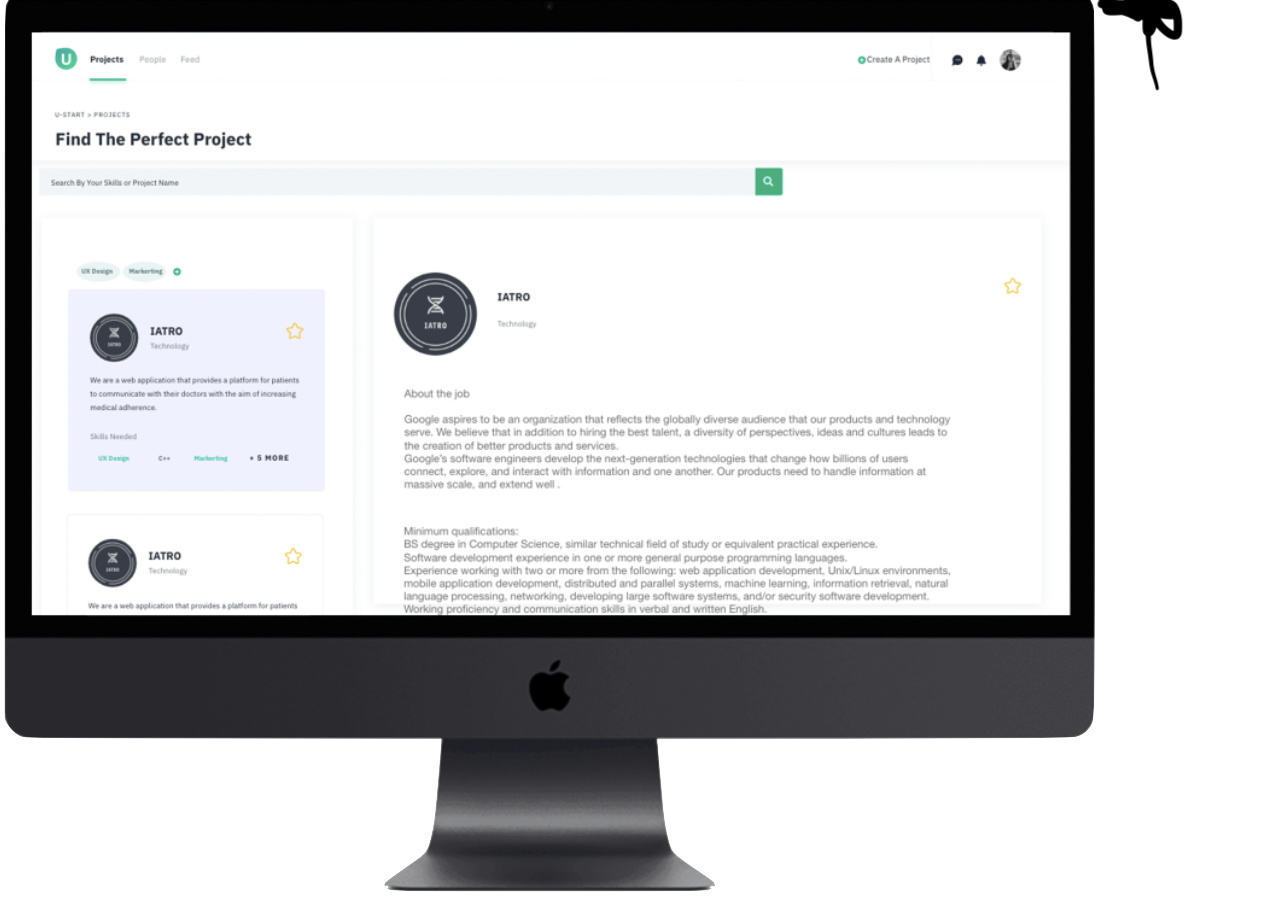 U
Projects People Feed
Create A Project
U-START > PROJECTS
Find The Perfect Project
Search By Your Skills or Project Name
UX Design Markerting
IATRO
IATRO
Technology
We are a web application that provides a platform for patients
to communicate with their doctors with the aim of increasing
medical adherence.
Skills Needed
UX Design C++ Markerting + 5 MORE
IATRO
IATRO
Technology
We are a web application that provides a platform for patients
IATRO
IATRO
Technology
About the job
Google aspires to be an organization that reflects the globally diverse audience that our products and technology
serve. We believe that in addition to hiring the best talent, a diversity of perspectives, ideas and cultures leads to
the creation of better products and services.
Google's software engineers develop the next-generation technologies that change how billions of users
connect, explore, and interact with information and one another. Our products need to handle information at
massive scale, and extend well .
Minimum qualifications:
BS degree in Computer Science, similar technical field of study or equivalent practical experience.
Software development experience in one or more general purpose programming languages.
Experience working with two or more from the following: web application development, Unix/Linux environments,
mobile application development, distributed and parallel systems, machine learning, information retrieval, natural
language processing, networking, developing large software systems, and/or security software development.
Working proficiency and communication skills in verbal and written English.